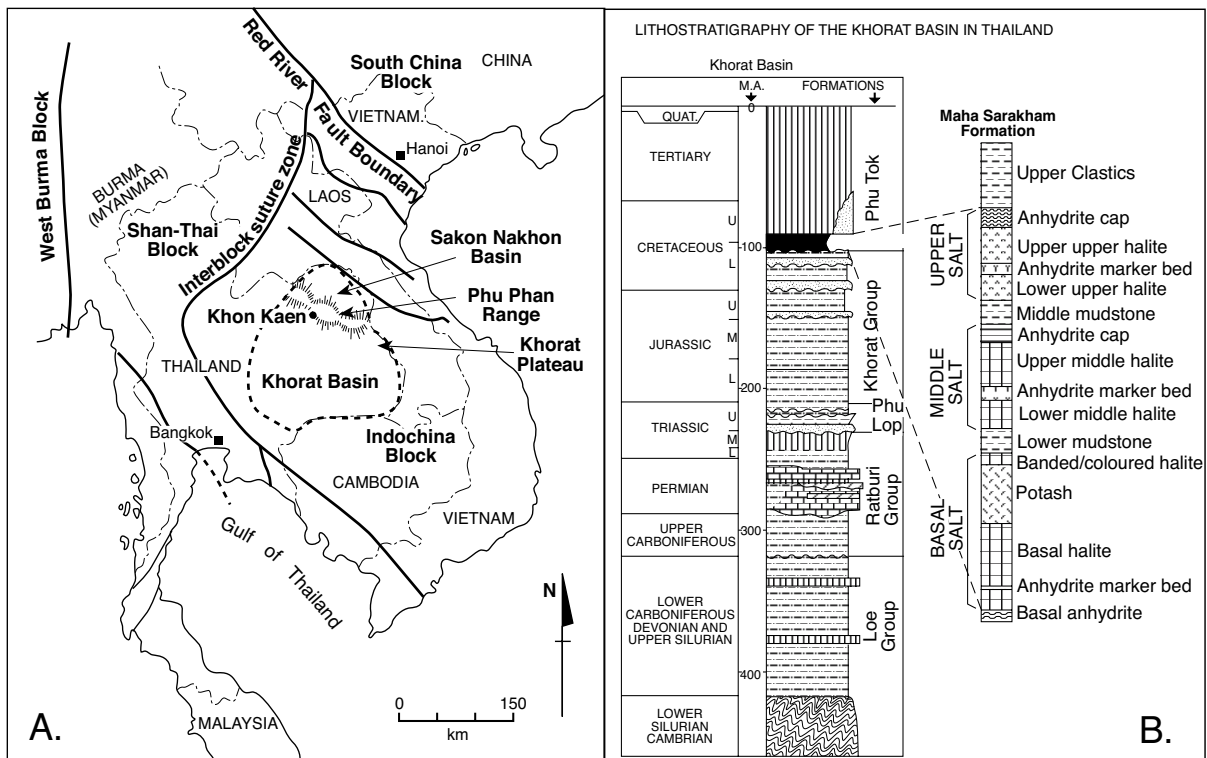 Red River
Fault Boundary
South China
Block
CHINA
VIETNAM.
Hanoi
West Burma Block
BURMA
(MYANMAR)
Interblock suture zone
LAOS
Shan-Thai
Block
Sakon Nakhon
Basin
Phu Phan
Range
Khon Kaen
Khorat
Plateau
THAILAND
Khorat Basin
Bangkok
Indochina
Block
CAMBODIA
VIETNAM
Gulf of Thailand
N
MALAYSIA
0 150
km
A.
LITHOSTRATIGRAPHY OF THE KHORAT BASIN IN THAILAND
Khorat Basin
M.A. FORMATIONS
0
QUAT.
TERTIARY
Phu Tok
U
CRETACEOUS
100
L
Khorat Group
U
JURASSIC
M
L
200
Phu
Lop
U
TRIASSIC
M
L
PERMIAN
Ratburi
Group
UPPER
CARBONIFEROUS
300
LOWER
CARBONIFEROUS
DEVONIAN AND
UPPER SILURIAN
Loe
Group
400
LOWER
SILURIAN
CAMBRIAN
Maha Sarakham
Formation
Upper Clastics
UPPER
SALT
Anhydrite cap
Upper upper halite
Anhydrite marker bed
Lower upper halite
Middle mudstone
MIDDLE
SALT
Anhydrite cap
Upper middle halite
Anhydrite marker bed
Lower middle halite
Lower mudstone
BASAL
SALT
Banded/coloured halite
Potash
Basal halite
Anhydrite marker bed
Basal anhydrite
B.